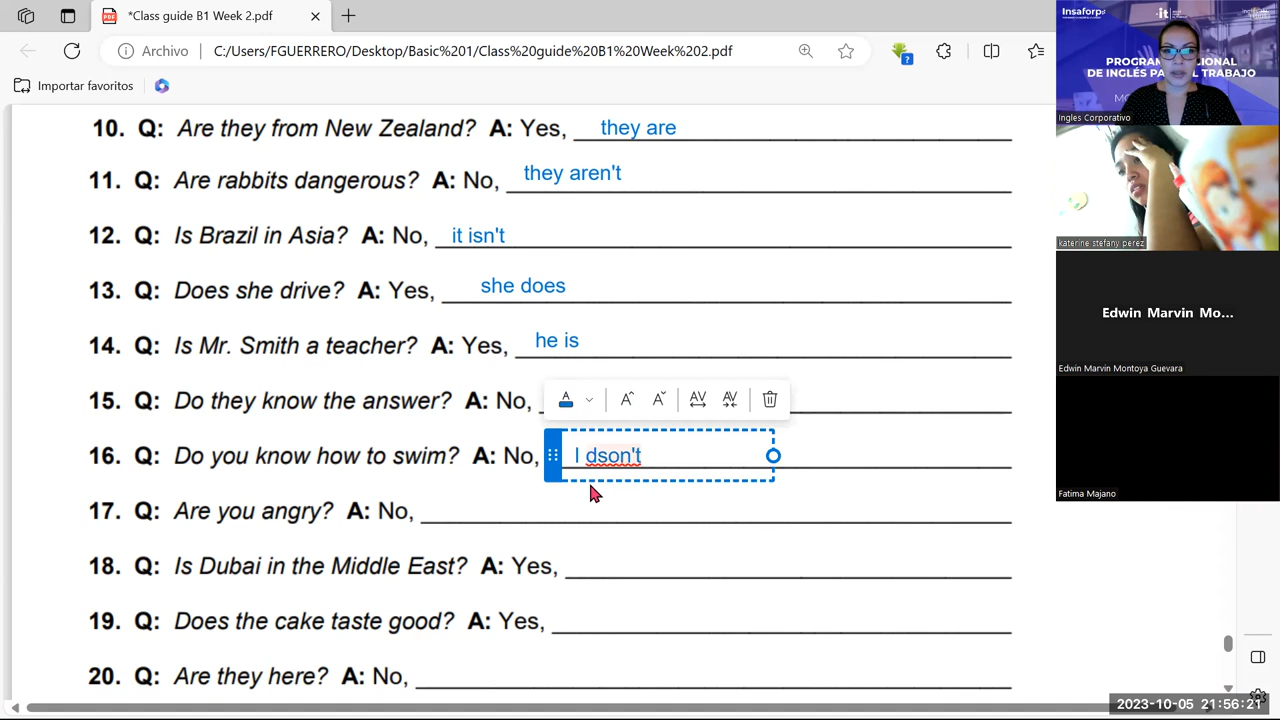 *Class guide B1 Week 2.pdf
Archivo C:/Users/FGUERRERO/Desktop/Basic%201/Class%20guide%20B1%20Week%202.pdf
Importar favoritos
10. Q: Are they from New Zealand? A: Yes, they are
11. Q: Are rabbits dangerous? A: No, they aren't
12. Q: Is Brazil in Asia? A: No, it isn't
13. Q: Does she drive? A: Yes, she does
14. Q: Is Mr. Smith a teacher? A: Yes, he is
15. Q: Do they know the answer? A: No,
16. Q: Do you know how to swim? A: No, I dson't
17. Q: Are you angry? A: No,
18. Q: Is Dubai in the Middle East? A: Yes,
19. Q: Does the cake taste good? A: Yes,
20. Q: Are they here? A: No,
Insaforp
Ingles Corporativo
katerine stefany perez
Edwin Marvin Mo...
Edwin Marvin Montoya Guevara
Fatima Majano
2023-10-05 21:56:21